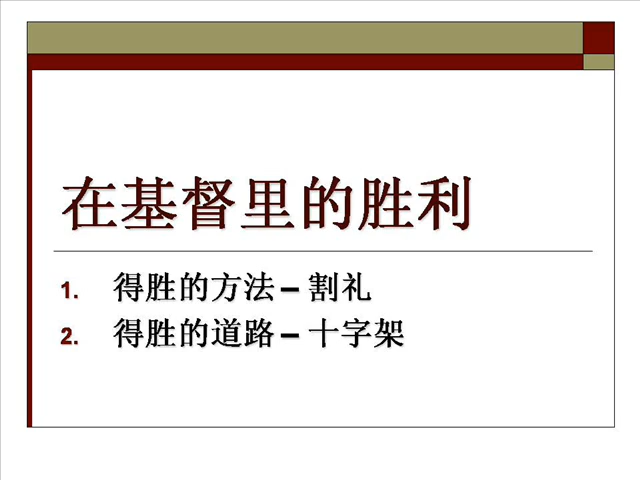 在基督里的胜利
1. 得胜的方法 – 割礼
2. 得胜的道路 – 十字架